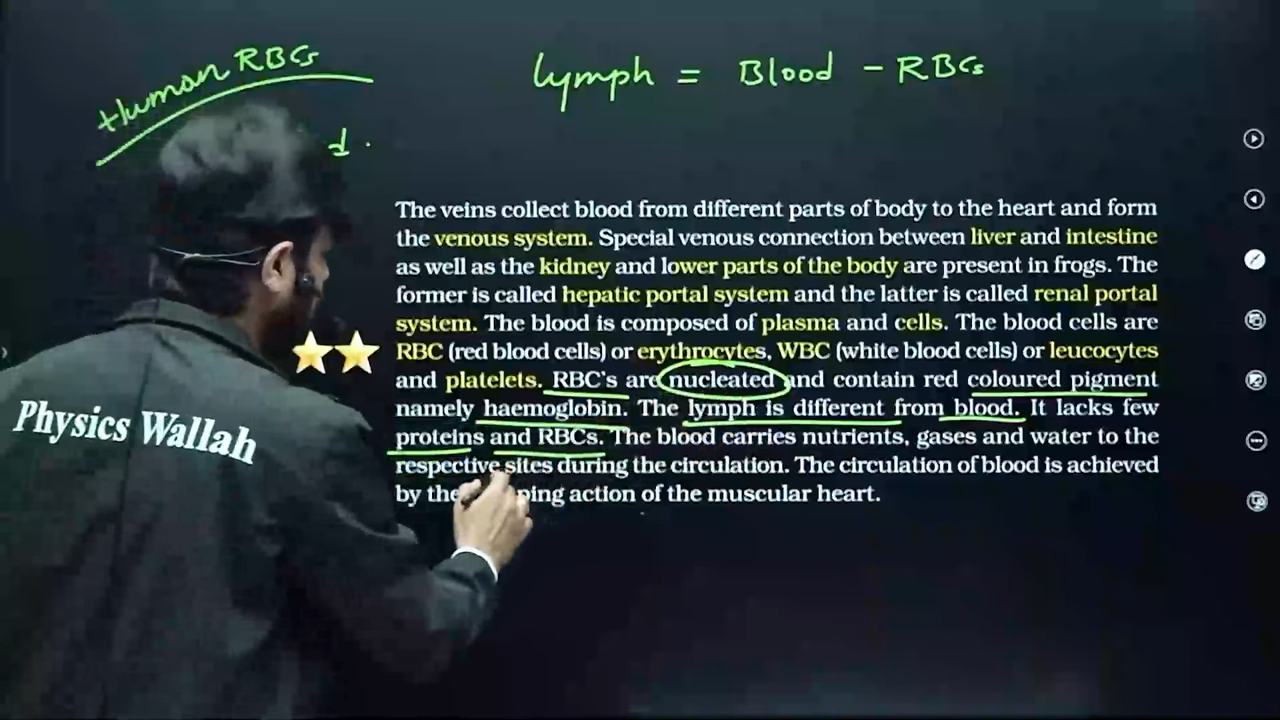 Human RBCs
lymph = Blood - RBCs
The veins collect blood from different parts of body to the heart and form
the venous system. Special venous connection between liver and intestine
as well as the kidney and lower parts of the body are present in frogs. The
former is called hepatic portal system and the latter is called renal portal
system. The blood is composed of plasma and cells. The blood cells are
RBC (red blood cells) or erythrocytes, WBC (white blood cells) or leucocytes
and platelets. RBC's are nucleated and contain red coloured pigment
namely haemoglobin. The lymph is different from blood. It lacks few
proteins and RBCs. The blood carries nutrients, gases and water to the
respective sites during the circulation. The circulation of blood is achieved
by the ping action of the muscular heart.
Physics Wallah